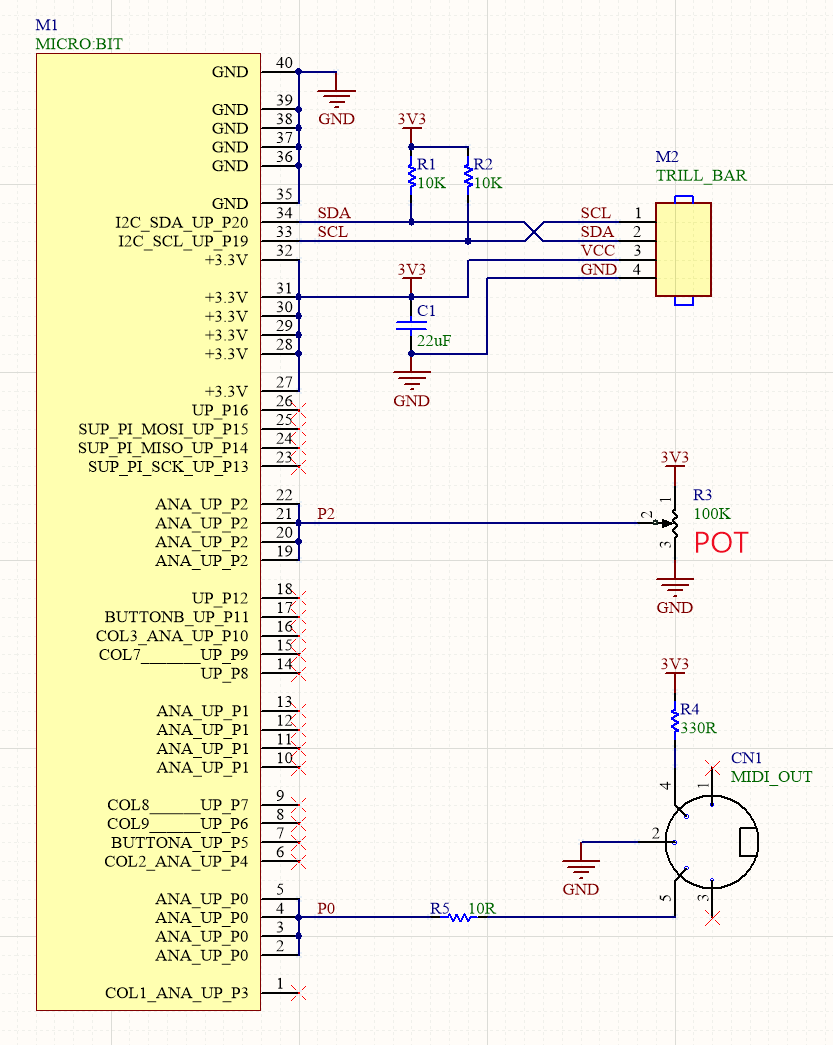 M1
MICRO:BIT
GND 40
GND
GND 39
GND 38
GND 37
GND 36
GND 35
I2C_SDA_UP_P20 34 SDA
I2C_SCL_UP_P19 33 SCL
+3.3V 32
+3.3V 31
+3.3V 30
+3.3V 29
+3.3V 28
+3.3V 27
UP_P16 26
SUP_PI_MOSI_UP_P15 25
SUP_PI_MISO_UP_P14 24
SUP_PI_SCK_UP_P13 23
ANA_UP_P2 22
ANA_UP_P2 21 P2
ANA_UP_P2 20
ANA_UP_P2 19
UP_P12 18
BUTTONB_UP_P11 17
COL3_ANA_UP_P10 16
COL7______UP_P9 15
UP_P8 14
ANA_UP_P1 13
ANA_UP_P1 12
ANA_UP_P1 11
ANA_UP_P1 10
COL8_____UP_P7 9
COL9_____UP_P6 8
BUTTONA_UP_P5 7
COL2_ANA_UP_P4 6
ANA_UP_P0 5
ANA_UP_P0 4 P0
ANA_UP_P0 3
ANA_UP_P0 2
COL1_ANA_UP_P3 1
3V3
R1 R2
10K 10K
M2
TRILL_BAR
SCL 1
SDA 2
VCC 3
GND 4
3V3
C1
22uF
GND
3V3
1
R3
2
100K
3
POT
GND
3V3
R4
330R
CN1
MIDI_OUT
4
1
2
GND
5
3
R5 10R